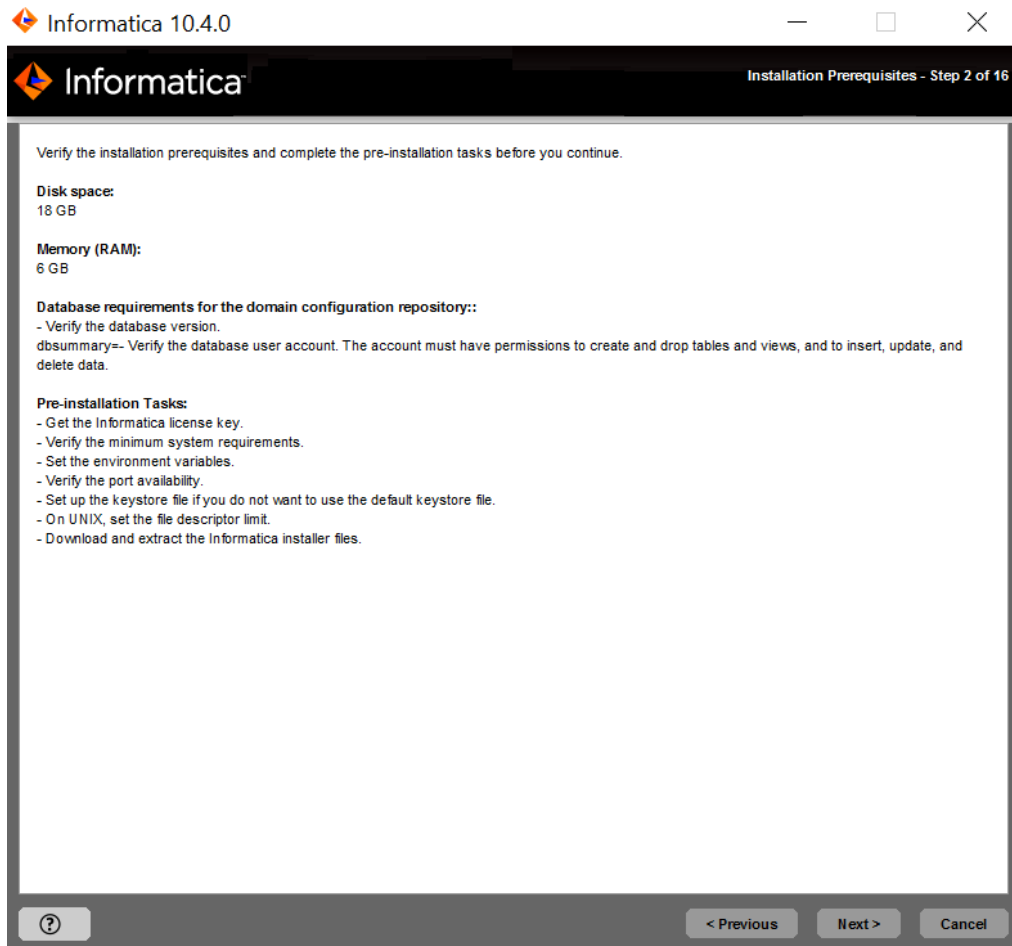 Informatica 10.4.0
Informatica
Installation Prerequisites - Step 2 of 16
Verify the installation prerequisites and complete the pre-installation tasks before you continue.
Disk space:
18 GB
Memory (RAM):
6 GB
Database requirements for the domain configuration repository::
- Verify the database version.
dbsummary=- Verify the database user account. The account must have permissions to create and drop tables and views, and to insert, update, and
delete data.
Pre-installation Tasks:
- Get the Informatica license key.
- Verify the minimum system requirements.
- Set the environment variables.
- Verify the port availability.
- Set up the keystore file if you do not want to use the default keystore file.
- On UNIX, set the file descriptor limit.
- Download and extract the Informatica installer files.
?
< Previous
Next >
Cancel